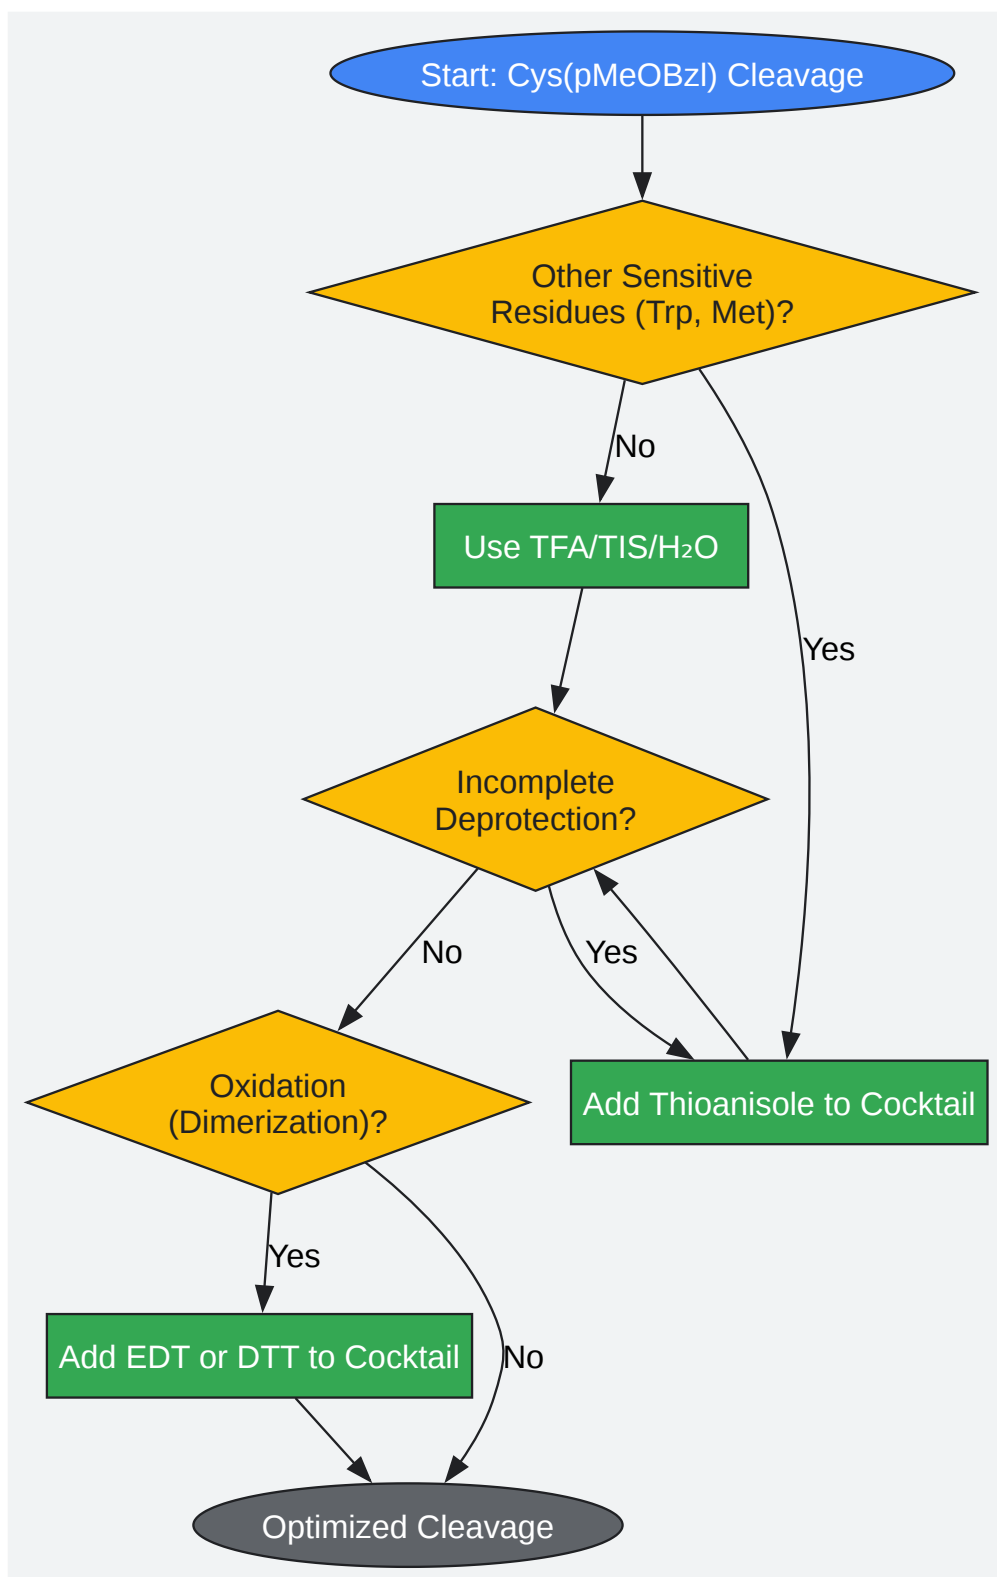 Start: Cys(pMeOBzl) Cleavage
Other Sensitive
Residues (Trp, Met)?
No
Use TFA/TIS/H₂O
Yes
Incomplete
Deprotection?
No
Yes
Oxidation
(Dimerization)?
Add Thioanisole to Cocktail
Yes
Add EDT or DTT to Cocktail
No
Optimized Cleavage